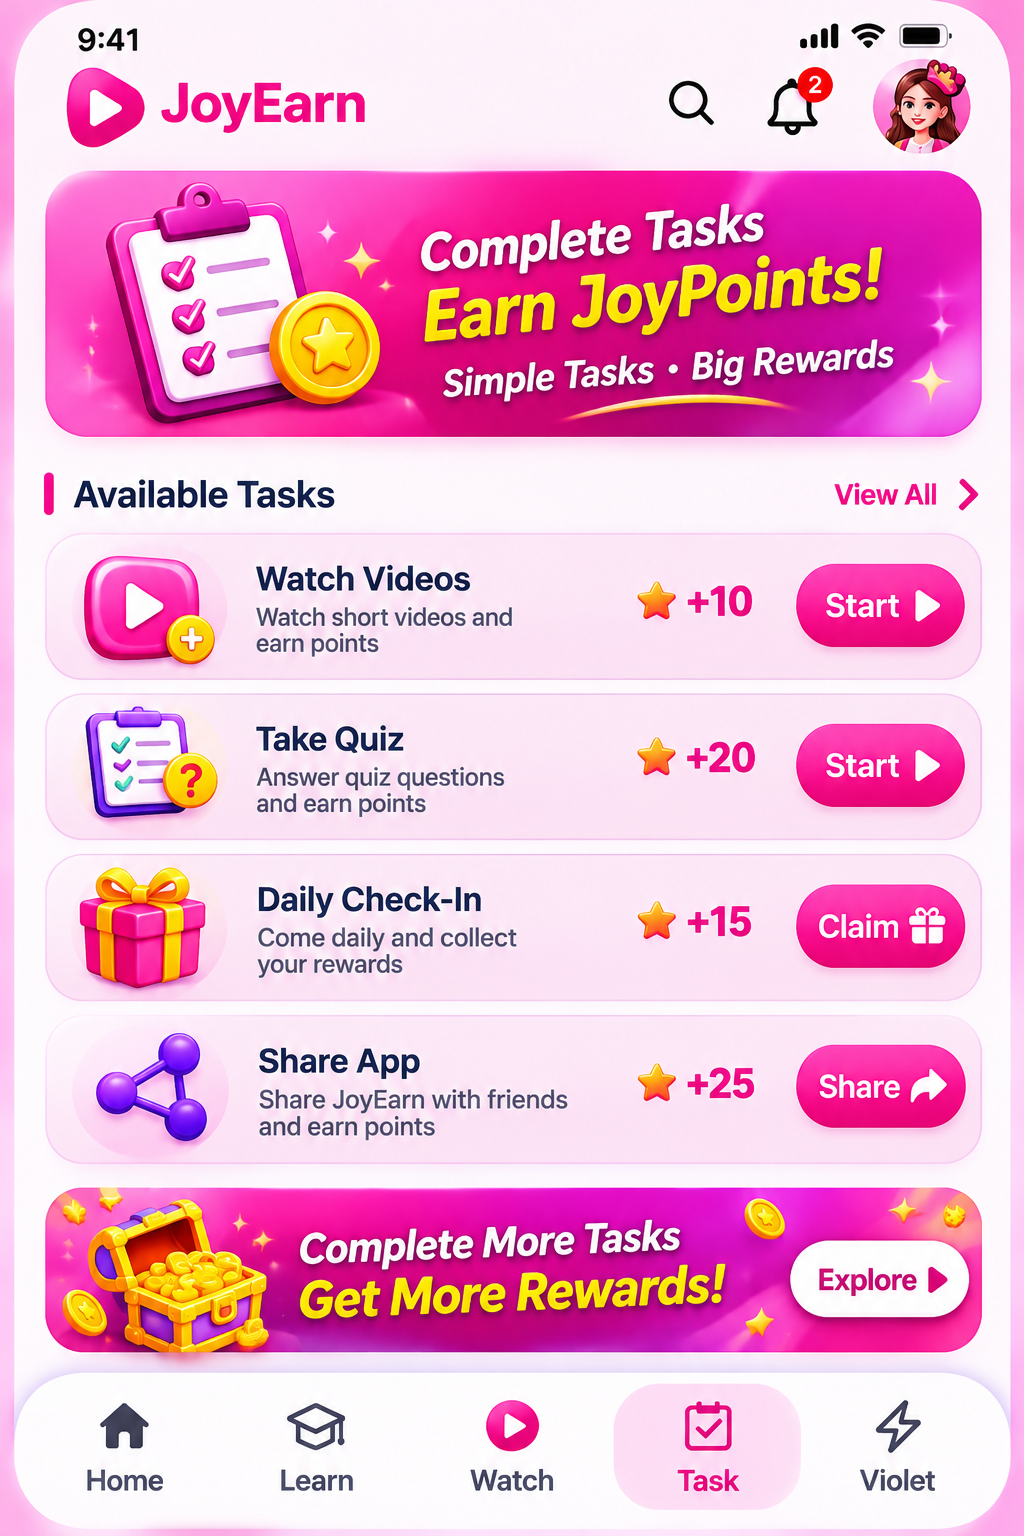 9:41
JoyEarn
2
Complete Tasks
Earn JoyPoints!
Simple Tasks • Big Rewards
Available Tasks
View All
Watch Videos
Watch short videos and
earn points
+10
Start
Take Quiz
Answer quiz questions
and earn points
+20
Start
Daily Check-In
Come daily and collect
your rewards
+15
Claim
Share App
Share JoyEarn with friends
and earn points
+25
Share
Complete More Tasks
Get More Rewards!
Explore
Home
Learn
Watch
Task
Violet